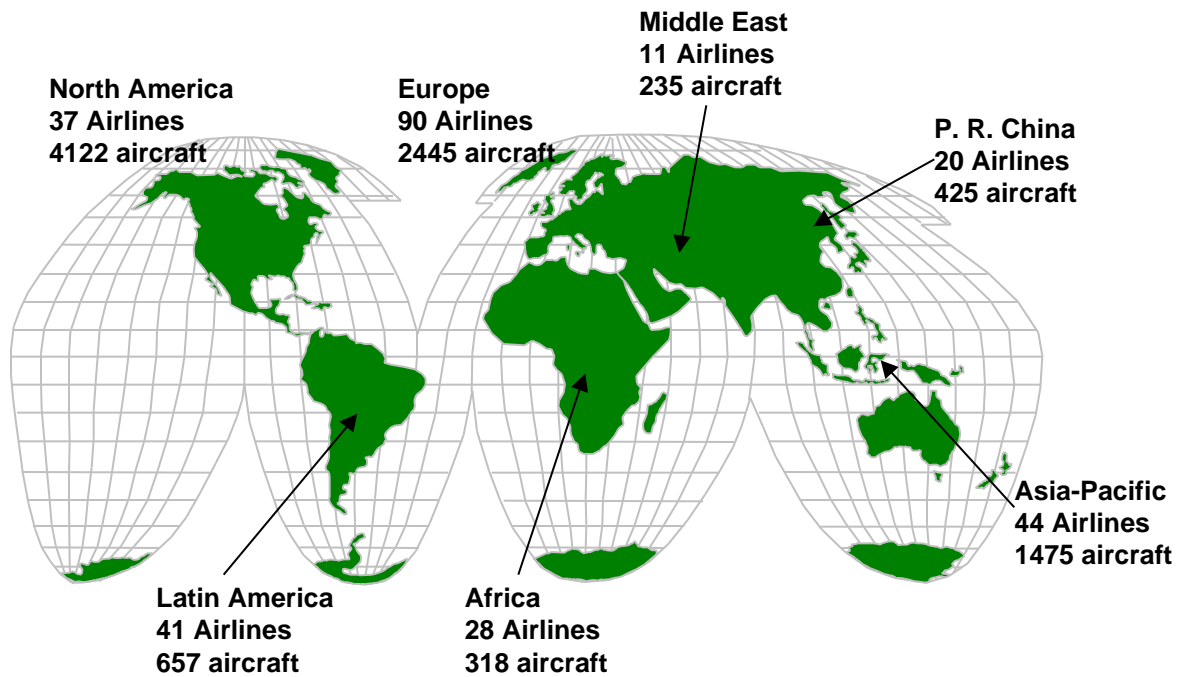 Middle East
11 Airlines
235 aircraft
North America
37 Airlines
4122 aircraft
Europe
90 Airlines
2445 aircraft
P. R. China
20 Airlines
425 aircraft
Asia-Pacific
44 Airlines
1475 aircraft
Latin America
41 Airlines
657 aircraft
Africa
28 Airlines
318 aircraft